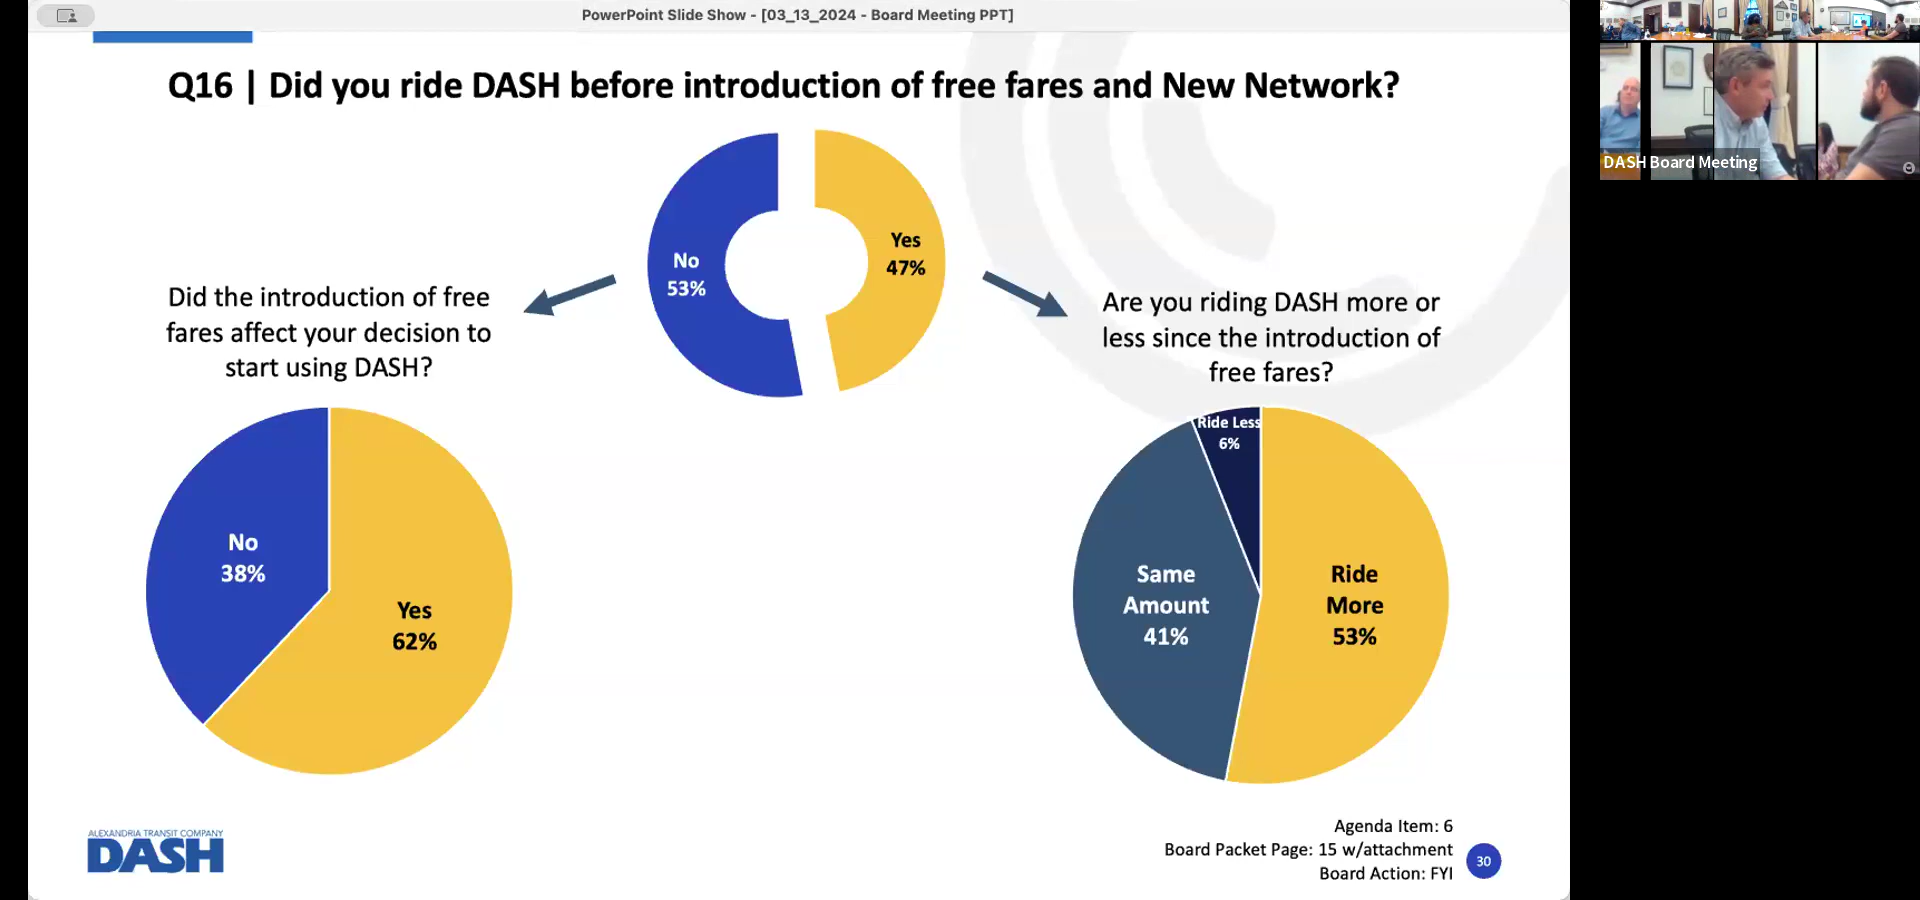 PowerPoint Slide Show - [03_13_2024 - Board Meeting PPT]
Q16 | Did you ride DASH before introduction of free fares and New Network?
No
53%
Yes
47%
Did the introduction of free
fares affect your decision to
start using DASH?
No
38%
Yes
62%
Are you riding DASH more or
less since the introduction of
free fares?
Ride Less
6%
Same
Amount
41%
Ride
More
53%
ALEXANDRIA TRANSIT COMPANY
DASH
Agenda Item: 6
Board Packet Page: 15 w/attachment
Board Action: FYI
30
DASH Board Meeting